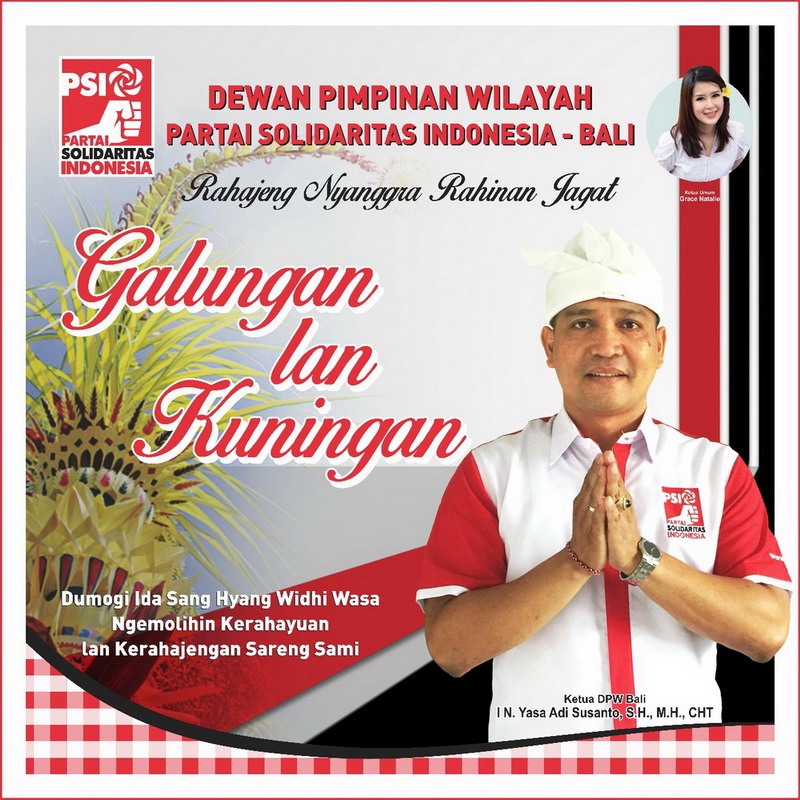 PSI
PARTAI
SOLIDARITAS
INDONESIA
DEWAN PIMPINAN WILAYAH
PARTAI SOLIDARITAS INDONESIA - BALI
Rahajeng Nyanggra Rahinan Jagat
Ketua Umum
Grace Natalie
Galungan
lan
Kuningan
PSI
PARTAI
SOLIDARITAS
INDONESIA
Dumogi Ida Sang Hyang Widhi Wasa
Ngemolihin Kerahayuan
lan Kerahajengan Sareng Sami
Ketua DPW Bali
I N. Yasa Adi Susanto, S.H., M.H., CHT